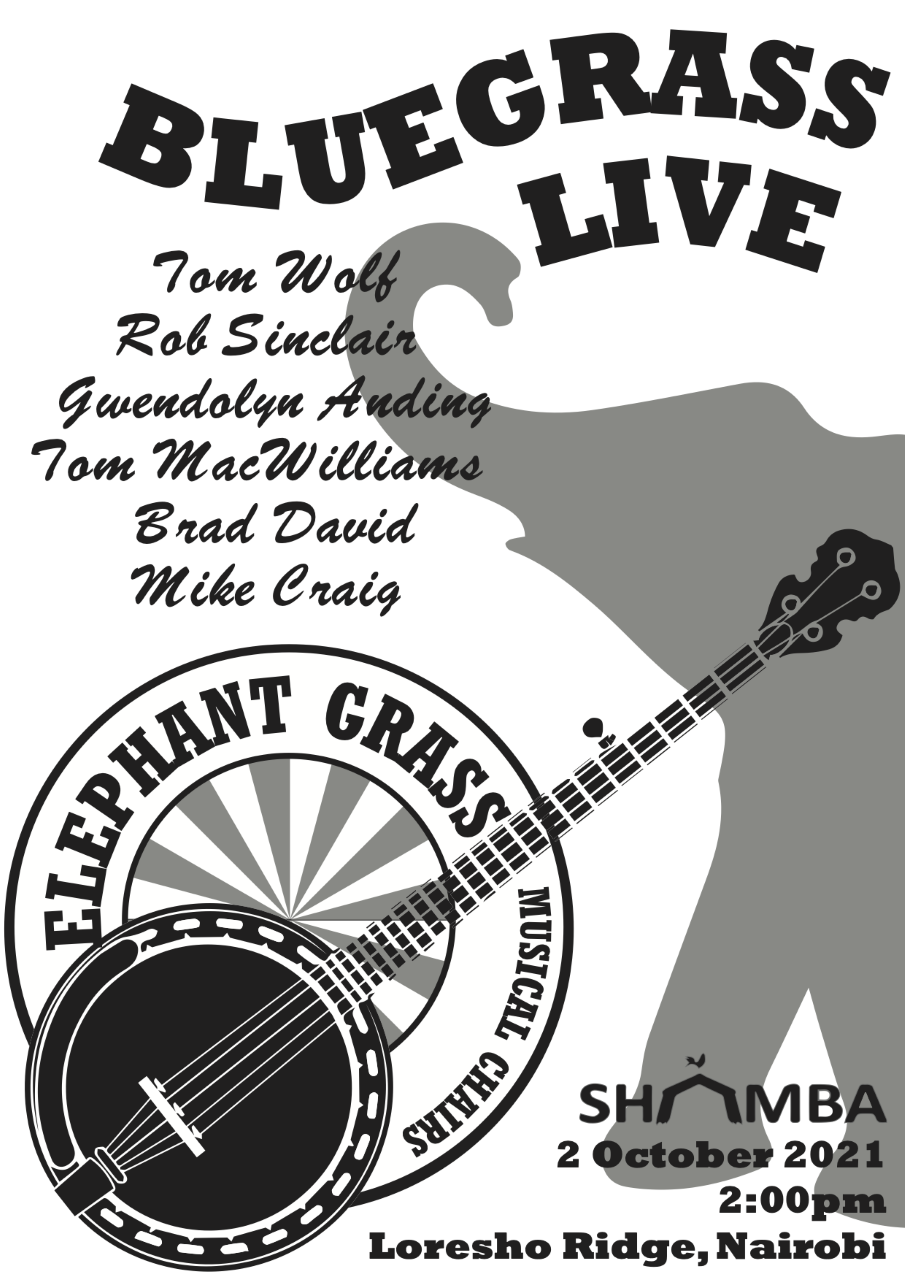 BLUEGRASS
LIVE
Tom Wolf
Rob Sinclair
Gwendolyn Anding
Tom MacWilliams
Brad David
Mike Craig
ELEPHANT GRASS
MUSICAL CHAIRS
SHAMBA
2 October 2021
2:00pm
Loresho Ridge, Nairobi